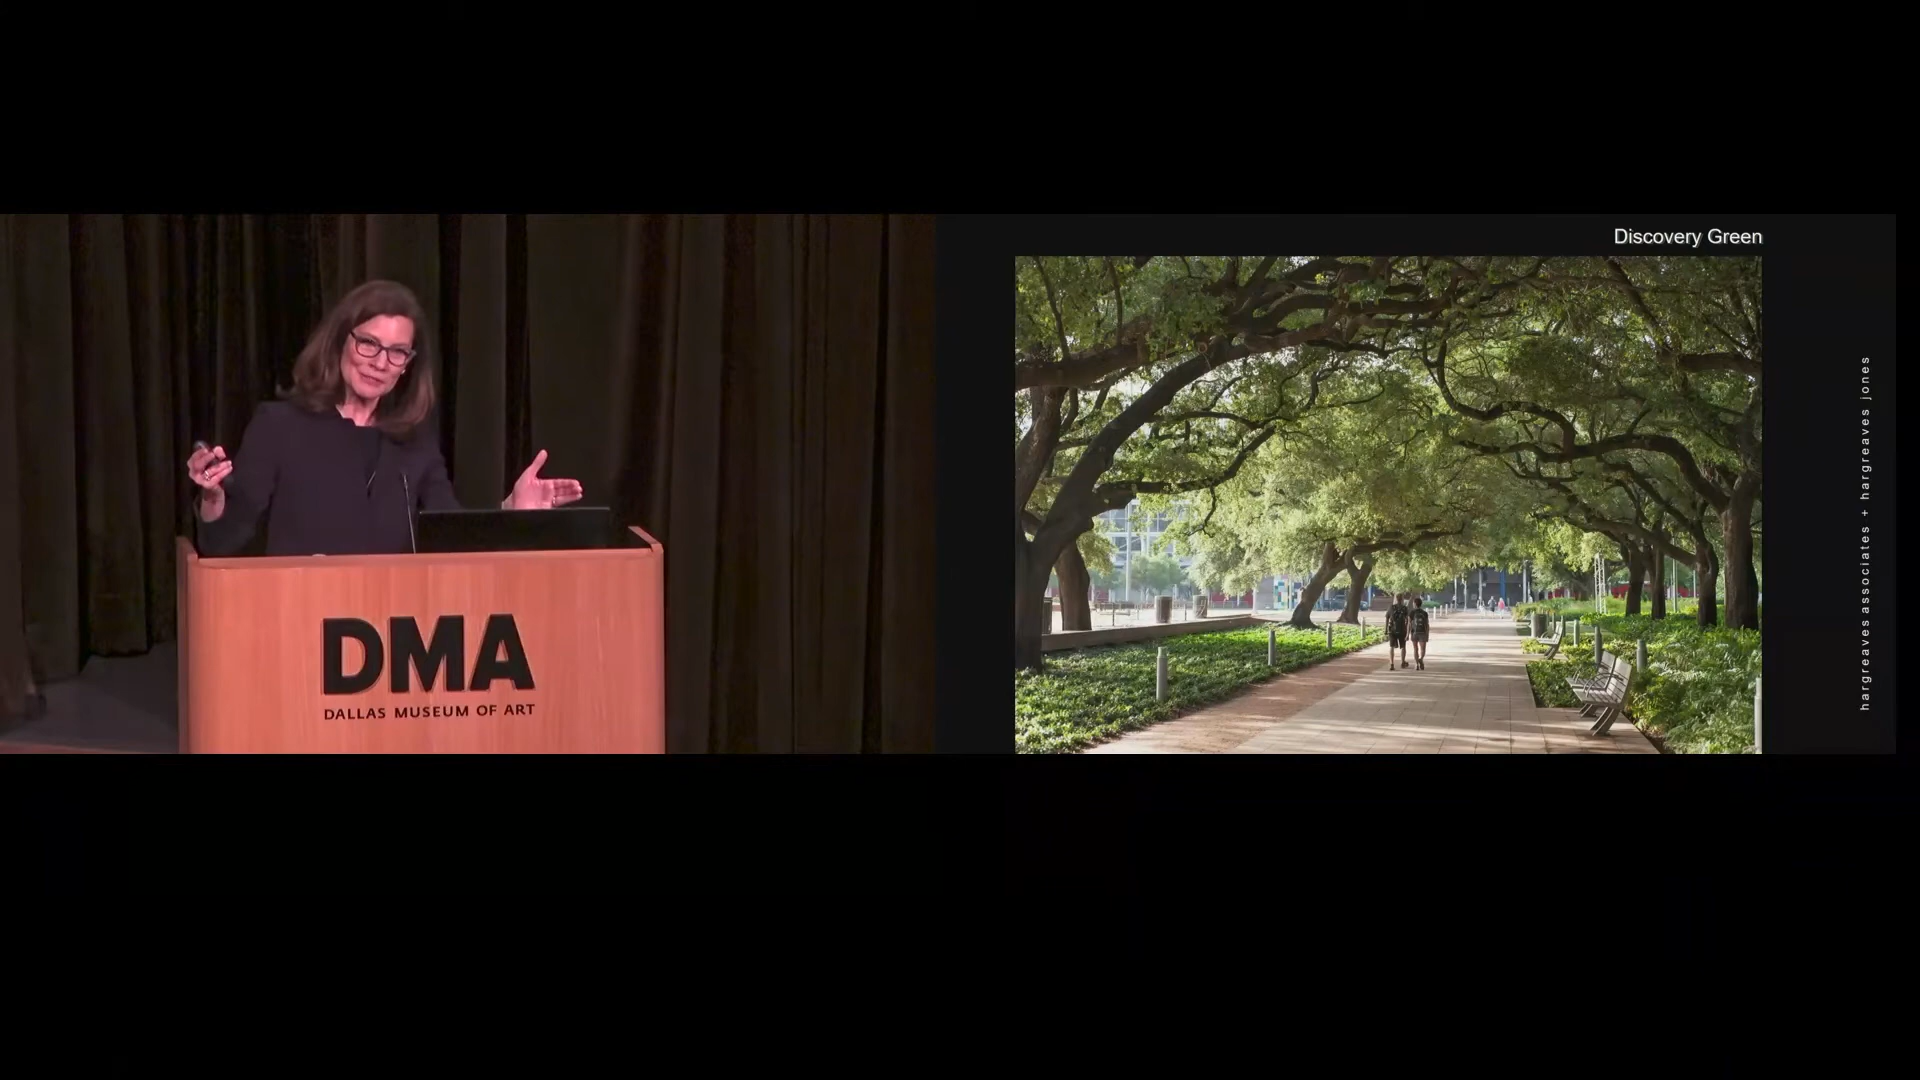 DMA
DALLAS MUSEUM OF ART
Discovery Green
hargreaves associates + hargreaves jones